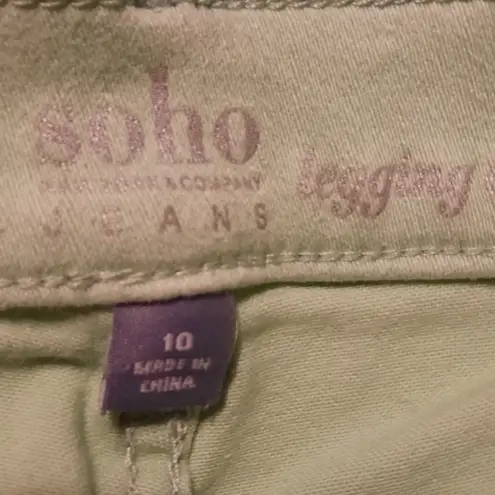 soho
NEW YORK & COMPANY
JEANS
legging
10
MADE IN
CHINA